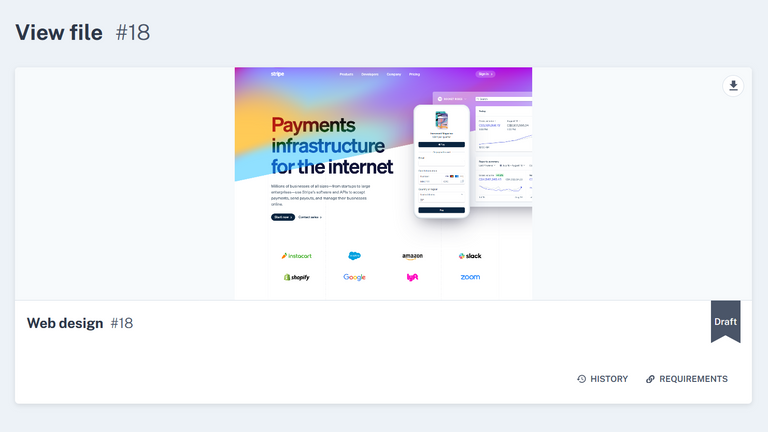 View file #18
stripe Products Developers Company Pricing Sign in
Payments
infrastructure
for the internet
Millions of businesses of all sizes—from startups to large
enterprises—use Stripe's software and APIs to accept
payments, send payouts, and manage their businesses
online.
Start now Contact sales
instacart amazon slack
shopify Google lyft zoom
Web design #18
Draft
HISTORY REQUIREMENTS